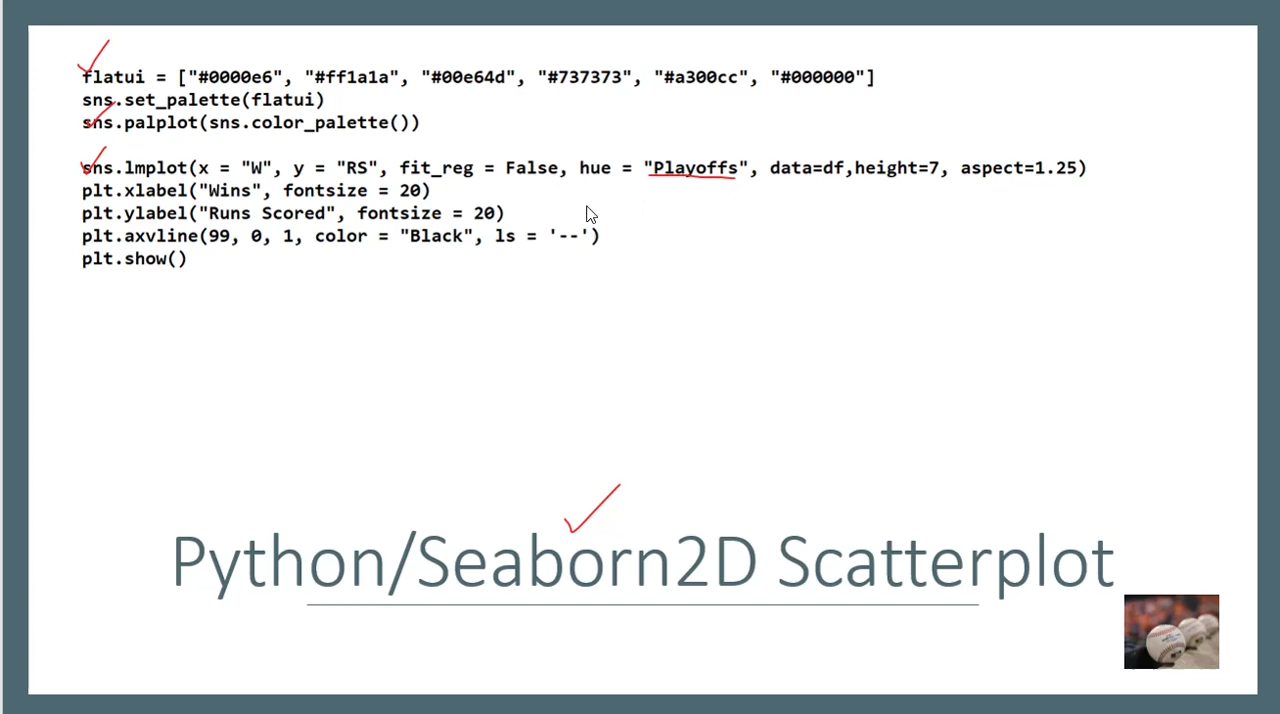 flatui = ["#0000e6", "#ff1a1a", "#00e64d", "#737373", "#a300cc", "#000000"]
sns.set_palette(flatui)
sns.palplot(sns.color_palette())
sns.lmplot(x = "W", y = "RS", fit_reg = False, hue = "Playoffs", data=df,height=7, aspect=1.25)
plt.xlabel("Wins", fontsize = 20)
plt.ylabel("Runs Scored", fontsize = 20)
plt.axvline(99, 0, 1, color = "Black", ls = '--')
plt.show()
Python/Seaborn2D Scatterplot